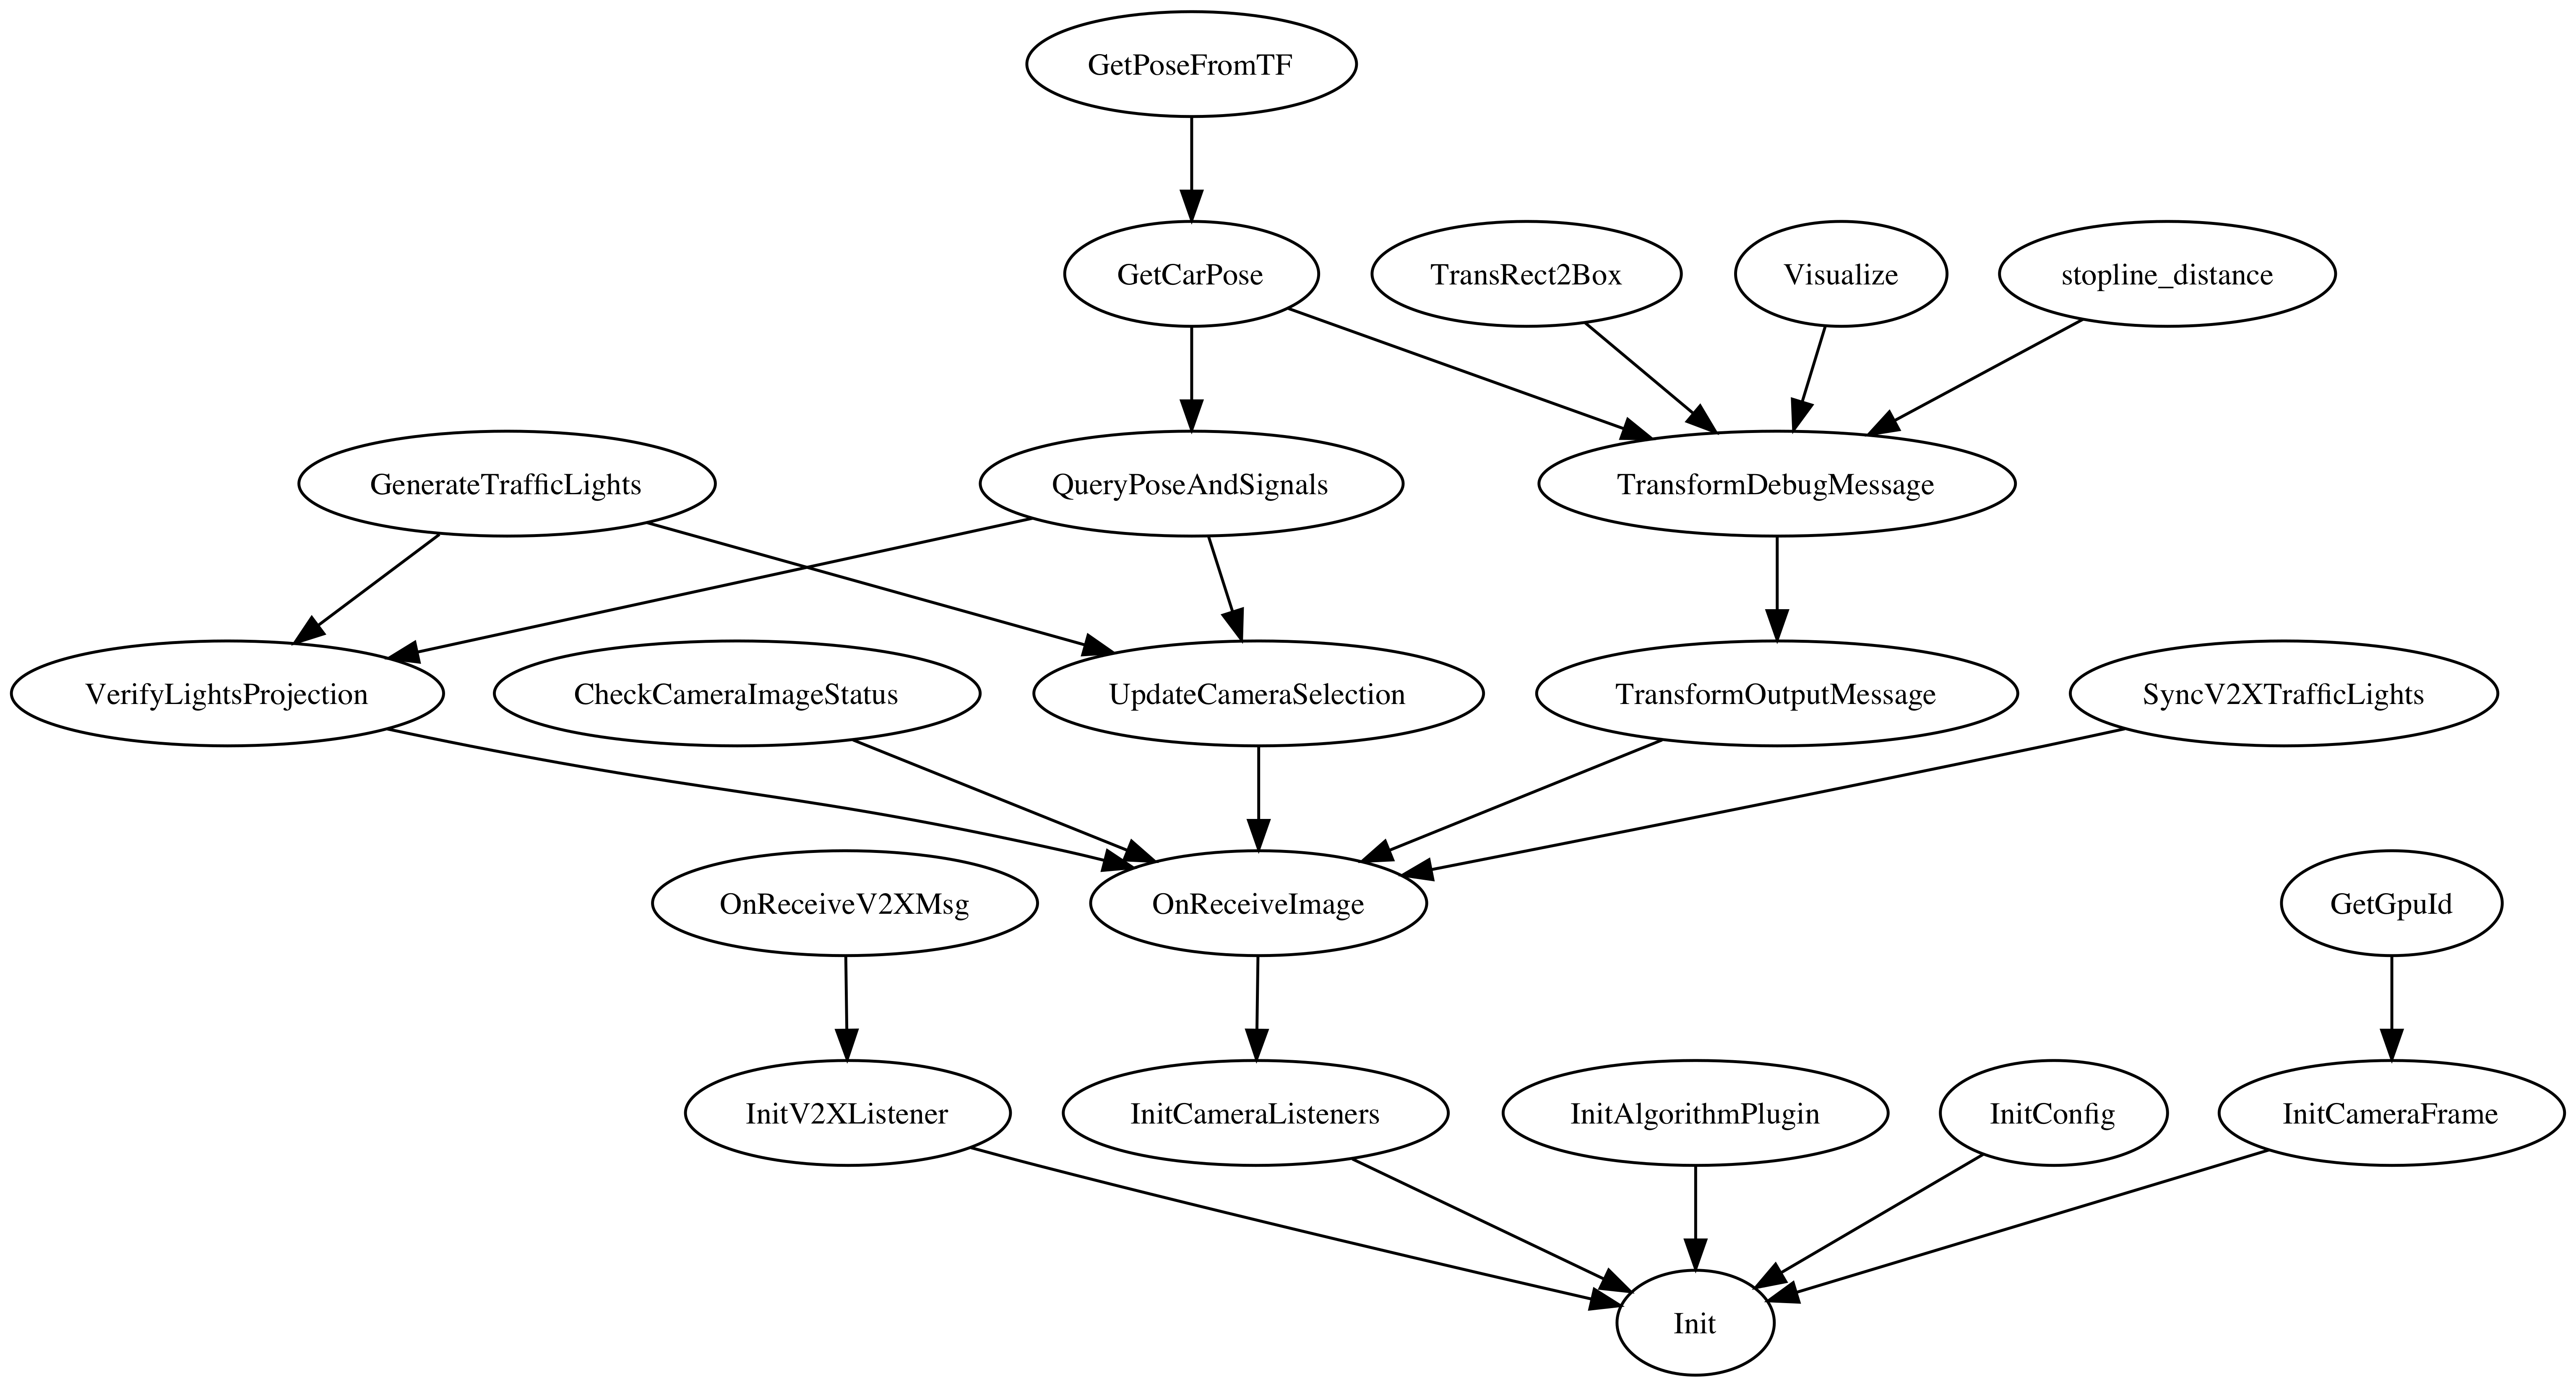 GetPoseFromTF
GetCarPose
TransRect2Box
Visualize
stopline_distance
GenerateTrafficLights
QueryPoseAndSignals
TransformDebugMessage
VerifyLightsProjection
CheckCameraImageStatus
UpdateCameraSelection
TransformOutputMessage
SyncV2XTrafficLights
OnReceiveV2XMsg
OnReceiveImage
GetGpuId
InitV2XListener
InitCameraListeners
InitAlgorithmPlugin
InitConfig
InitCameraFrame
Init